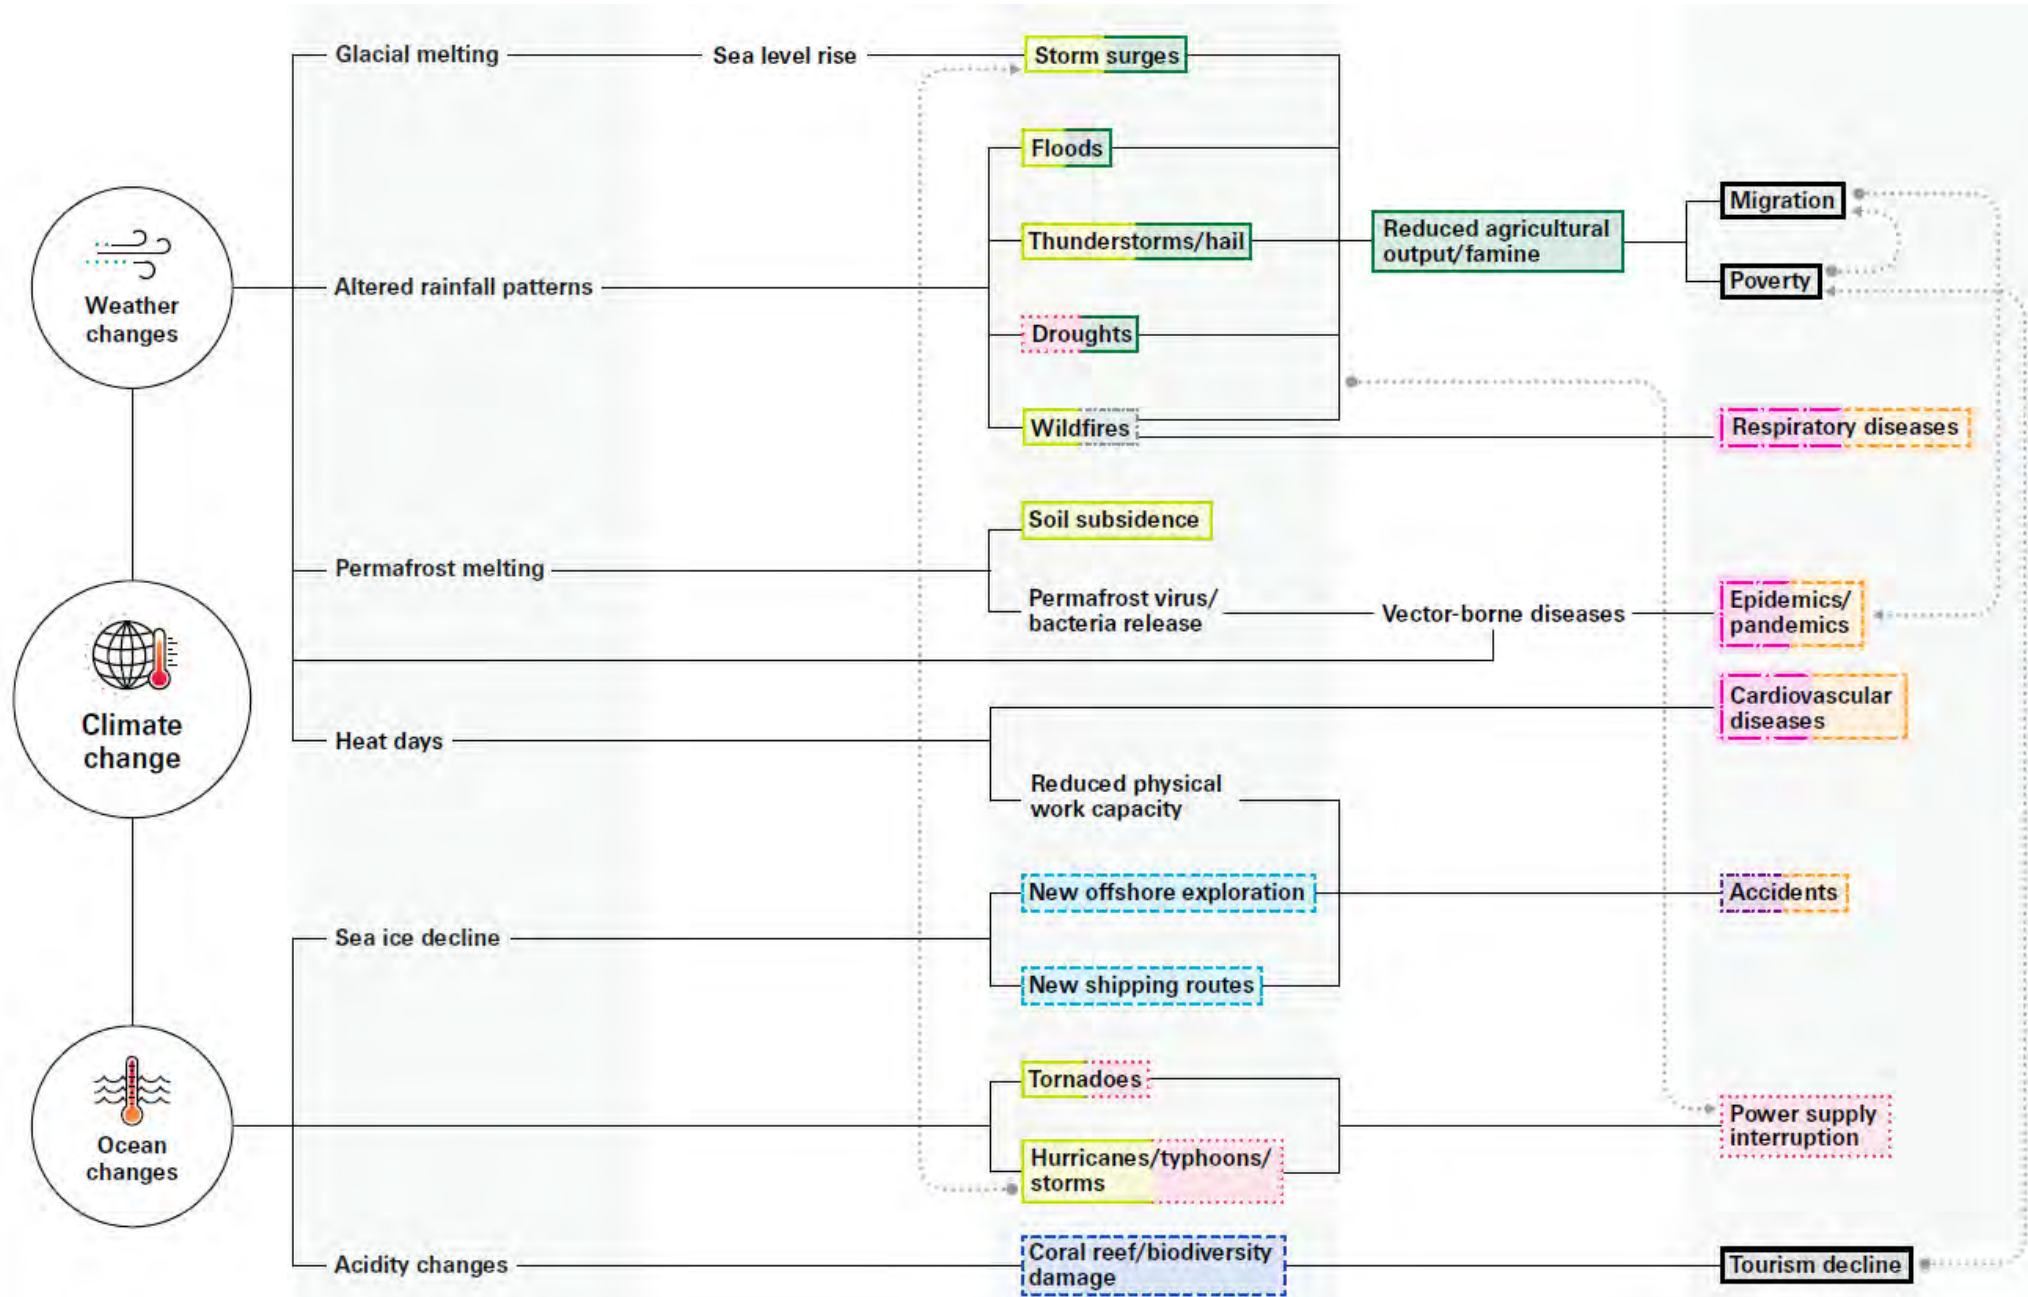 Glacial melting
Sea level rise
Storm surges
Floods
Thunderstorms/hail
Reduced agricultural
output/famine
Migration
Poverty
Weather
changes
Altered rainfall patterns
Droughts
Wildfires
Respiratory diseases
Soil subsidence
Permafrost melting
Permafrost virus/
bacteria release
Vector-borne diseases
Epidemics/
pandemics
Climate
change
Heat days
Cardiovascular
diseases
Reduced physical
work capacity
New offshore exploration
Accidents
Sea ice decline
New shipping routes
Tornadoes
Power supply
interruption
Ocean
changes
Hurricanes/typhoons/
storms
Acidity changes
Coral reef/biodiversity
damage
Tourism decline